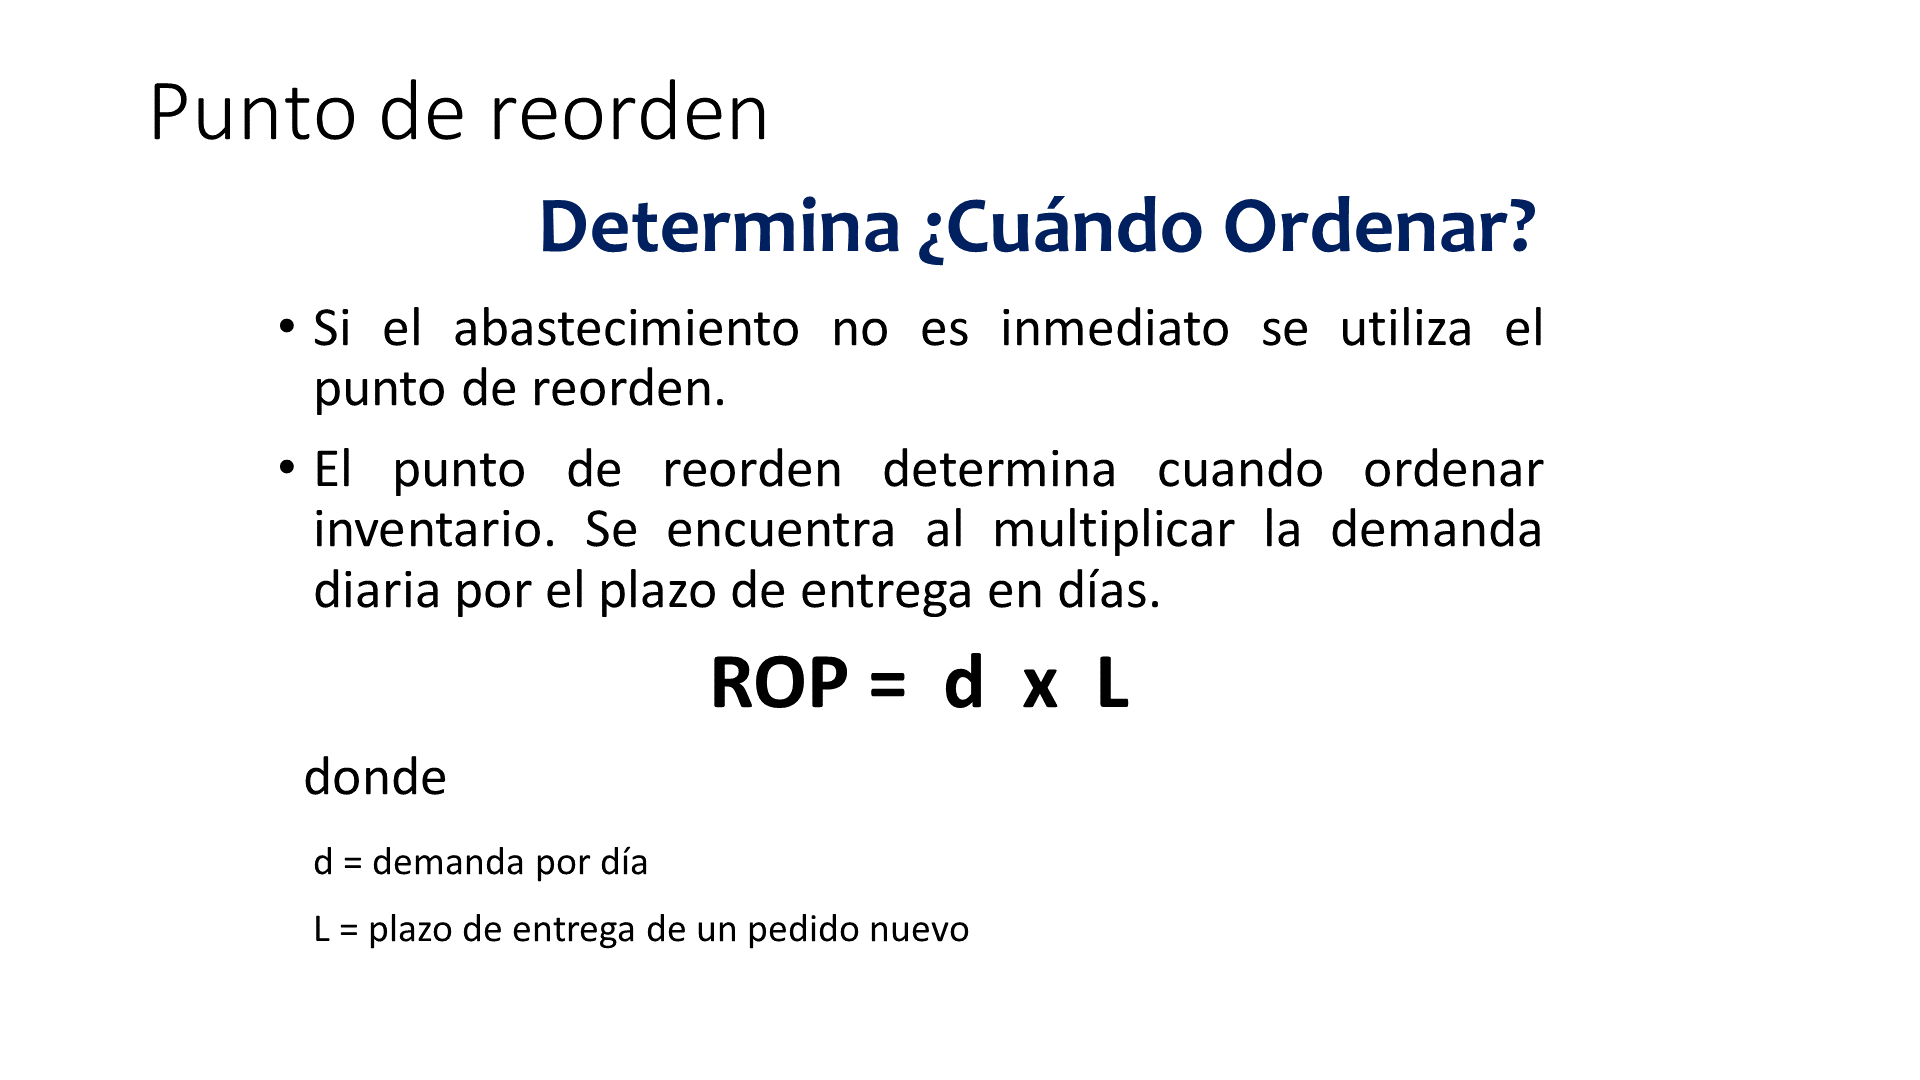 Punto de reorden
Determina ¿Cuándo Ordenar?
• Si el abastecimiento no es inmediato se utiliza el
punto de reorden.
• El punto de reorden determina cuando ordenar
inventario. Se encuentra al multiplicar la demanda
diaria por el plazo de entrega en días.
ROP = d x L
donde
d = demanda por día
L = plazo de entrega de un pedido nuevo